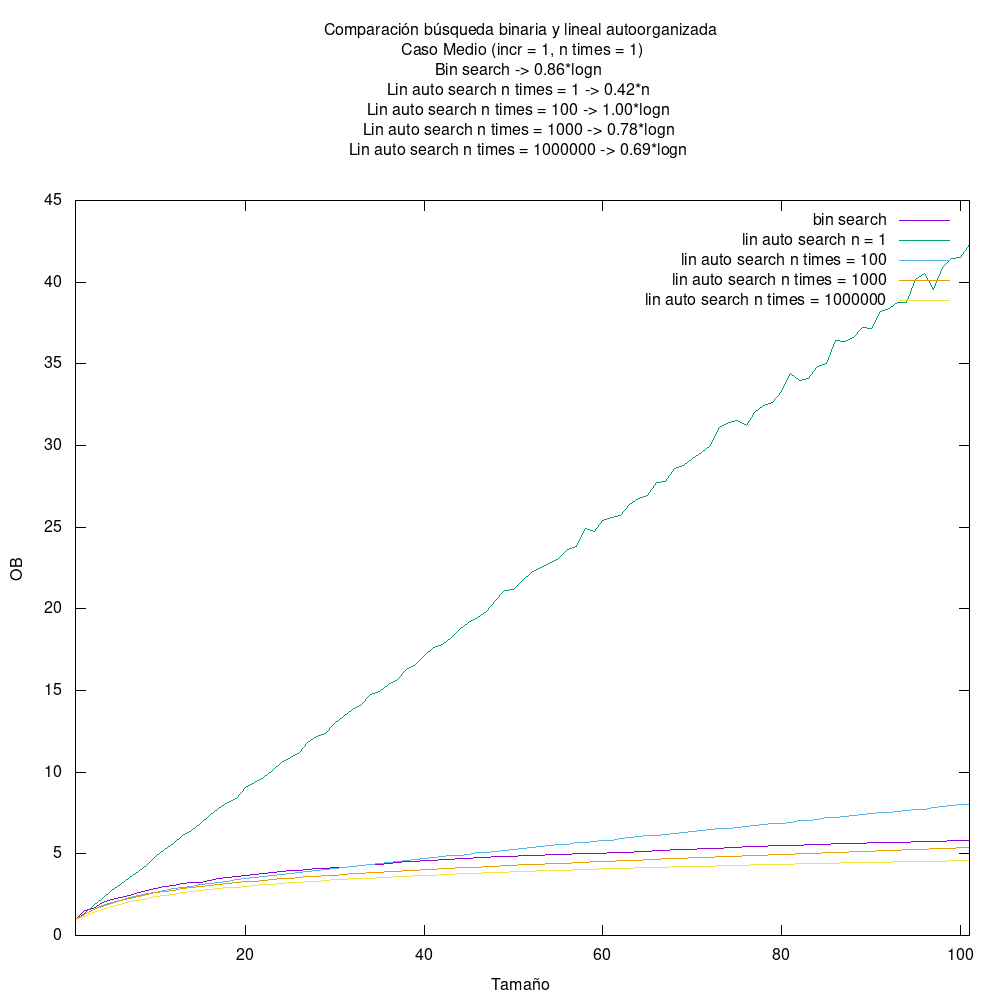 Comparación búsqueda binaria y lineal autoorganizada
Caso Medio (incr = 1, n times = 1)
Bin search -> 0.86*logn
Lin auto search n times = 1 -> 0.42*n
Lin auto search n times = 100 -> 1.00*logn
Lin auto search n times = 1000 -> 0.78*logn
Lin auto search n times = 1000000 -> 0.69*logn
45
40
35
30
25
20
15
10
5
0
OB
bin search
lin auto search n = 1
lin auto search n times = 100
lin auto search n times = 1000
lin auto search n times = 1000000
20 40 60 80 100
Tamaño